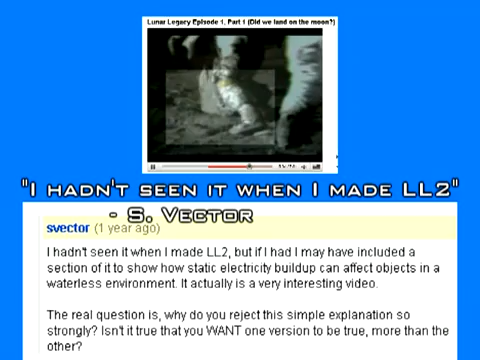 Lunar Legacy Episode 1, Part 1 (Did we land on the moon?)
"I HADN'T SEEN IT WHEN I MADE LL2"
- S. VECTOR
svector (1 year ago)
I hadn't seen it when I made LL2, but if I had I may have included a
section of it to show how static electricity buildup can affect objects in a
waterless environment. It actually is a very interesting video.
The real question is, why do you reject this simple explanation so
strongly? Isn't it true that you WANT one version to be true, more than the
other?